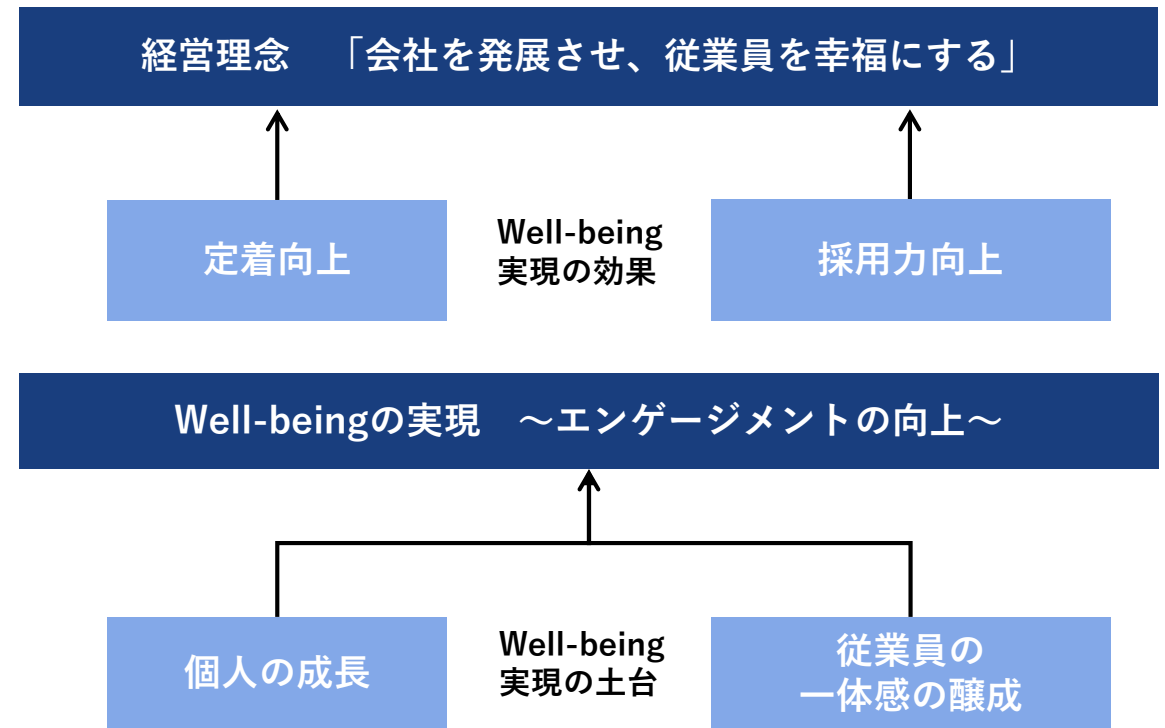 経営理念　「会社を発展させ、従業員を幸福にする」
定着向上
Well-being
実現の効果
採用力向上
Well-beingの実現　～エンゲージメントの向上～
個人の成長
Well-being
実現の土台
従業員の
一体感の醸成